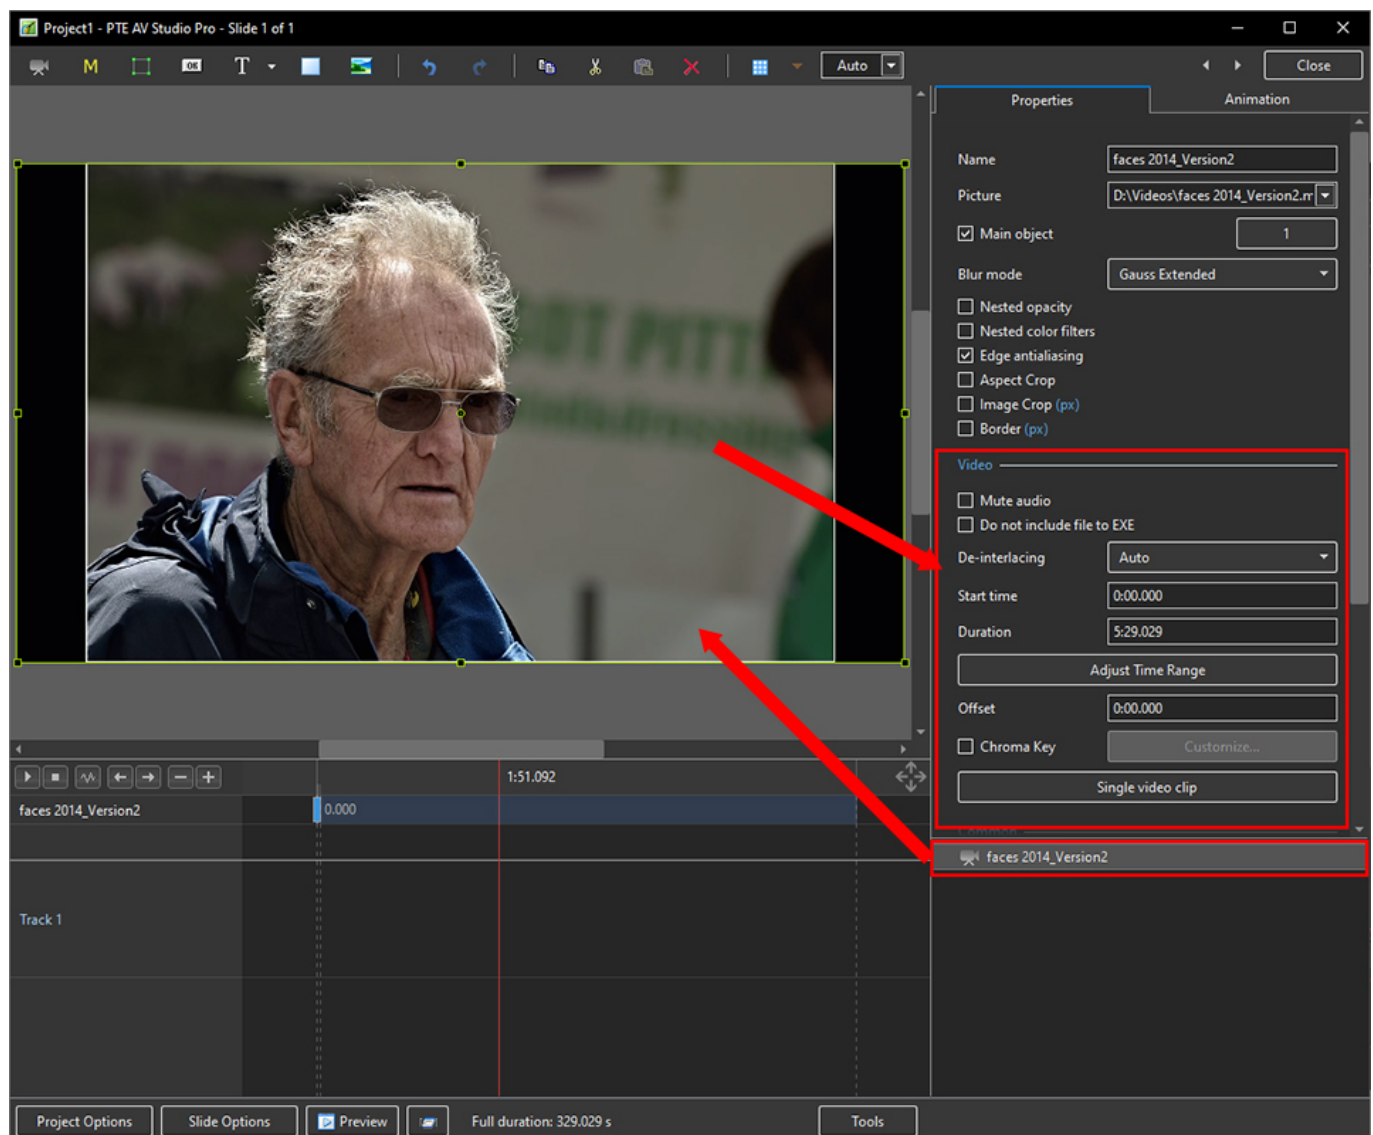 Project1 - PTE AV Studio Pro - Slide 1 of 1
M
OK
T
Auto
Close
Properties
Animation
Name
faces 2014_Version2
Picture
D:\Videos\faces 2014_Version2.m
Main object
1
Blur mode
Gauss Extended
Nested opacity
Nested color filters
Edge antialiasing
Aspect Crop
Image Crop (px)
Border (px)
Video
Mute audio
Do not include file to EXE
De-interlacing
Auto
Start time
0:00.000
Duration
5:29.029
Adjust Time Range
Offset
0:00.000
Chroma Key
Customize...
Single video clip
Common
faces 2014_Version2
1:51.092
faces 2014_Version2
0.000
Track 1
Project Options
Slide Options
Preview
Full duration: 329.029 s
Tools